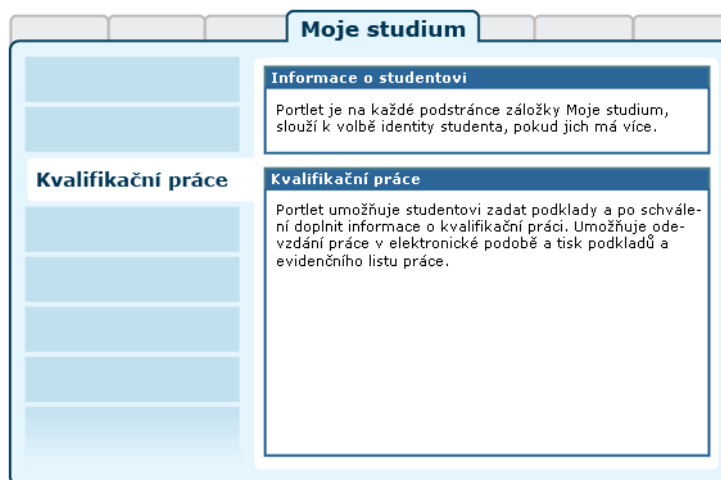 Moje studium
Informace o studentovi
Portlet je na každé podstránce záložky Moje studium,
slouží k volbě identity studenta, pokud jich má více.
Kvalifikační práce
Kvalifikační práce
Portlet umožňuje studentovi zadat podklady a po schvále-
ní doplnit informace o kvalifikační práci. Umožňuje ode-
vzdání práce v elektronické podobě a tisk podkladů a
evidenčního listu práce.